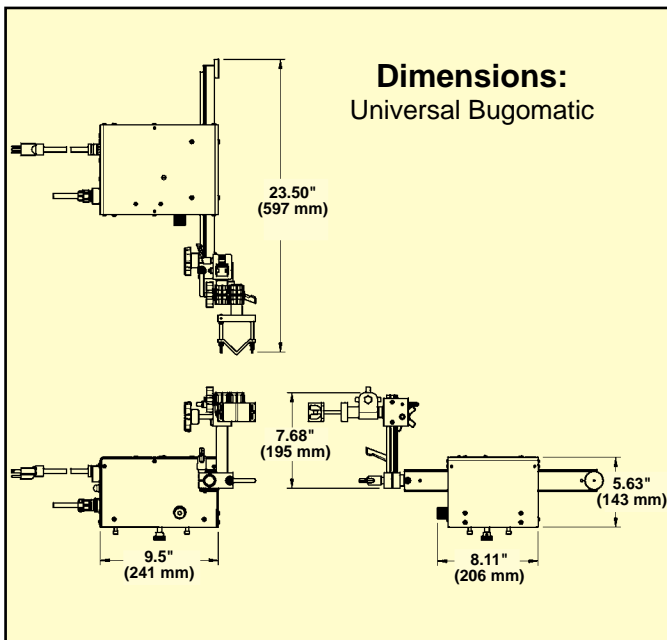 Dimensions:
Universal Bugomatic
23.50"
(597 mm)
7.68"
(195 mm)
5.63"
(143 mm)
9.5"
(241 mm)
8.11"
(206 mm)